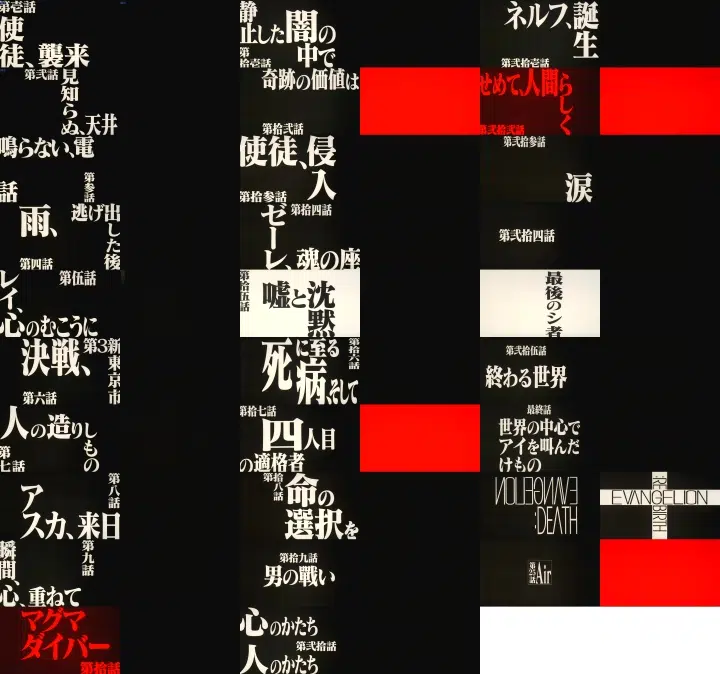 第壱話
使
徒、襲来
第弐話
見知らぬ、天井
鳴らない、電
話
第参話
雨、
逃げ出した後
第四話
レイ、
心のむこうに
第伍話
決戦、
第3新東京市
第六話
人の造りし
もの
第七話
第八話
アスカ、来日
第九話
瞬間、
心、重ねて
マグマ
ダイバー
第拾話
静止した闇の
中で
第拾壱話
奇跡の価値は
第拾弐話
使徒、侵
入
第拾参話
第拾四話
ゼーレ、魂の座
第拾伍話
嘘と沈黙
死に至る
病、そして
第拾六話
第拾七話
四人目
の適格者
第拾八話
命の
選択を
第拾九話
男の戰い
心のかたち
第弐拾話
人のかたち
ネルフ、誕生
第弐拾壱話
せめて、人間らしく
第弐拾弐話
第弐拾参話
涙
第弐拾四話
最後のシ者
第弐拾伍話
終わる世界
最終話
世界の中心で
アイを叫んだ
けもの
EVANGELION
:DEATH
EVANGELION
:REBIRTH
第25話
Air